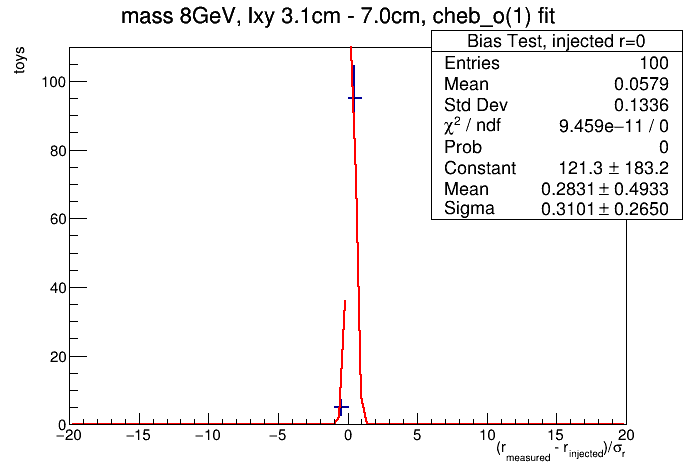 mass 8GeV, lxy 3.1cm - 7.0cm, cheb_o(1) fit
Bias Test, injected r=0
Entries 100
Mean 0.0579
Std Dev 0.1336
χ² / ndf 9.459e−11 / 0
Prob 0
Constant 121.3 ± 183.2
Mean 0.2831 ± 0.4933
Sigma 0.3101 ± 0.2650
toys
100
80
60
40
20
0
−20 −15 −10 −5 0 5 10 15 20
(r_measured - r_injected)/σ_r